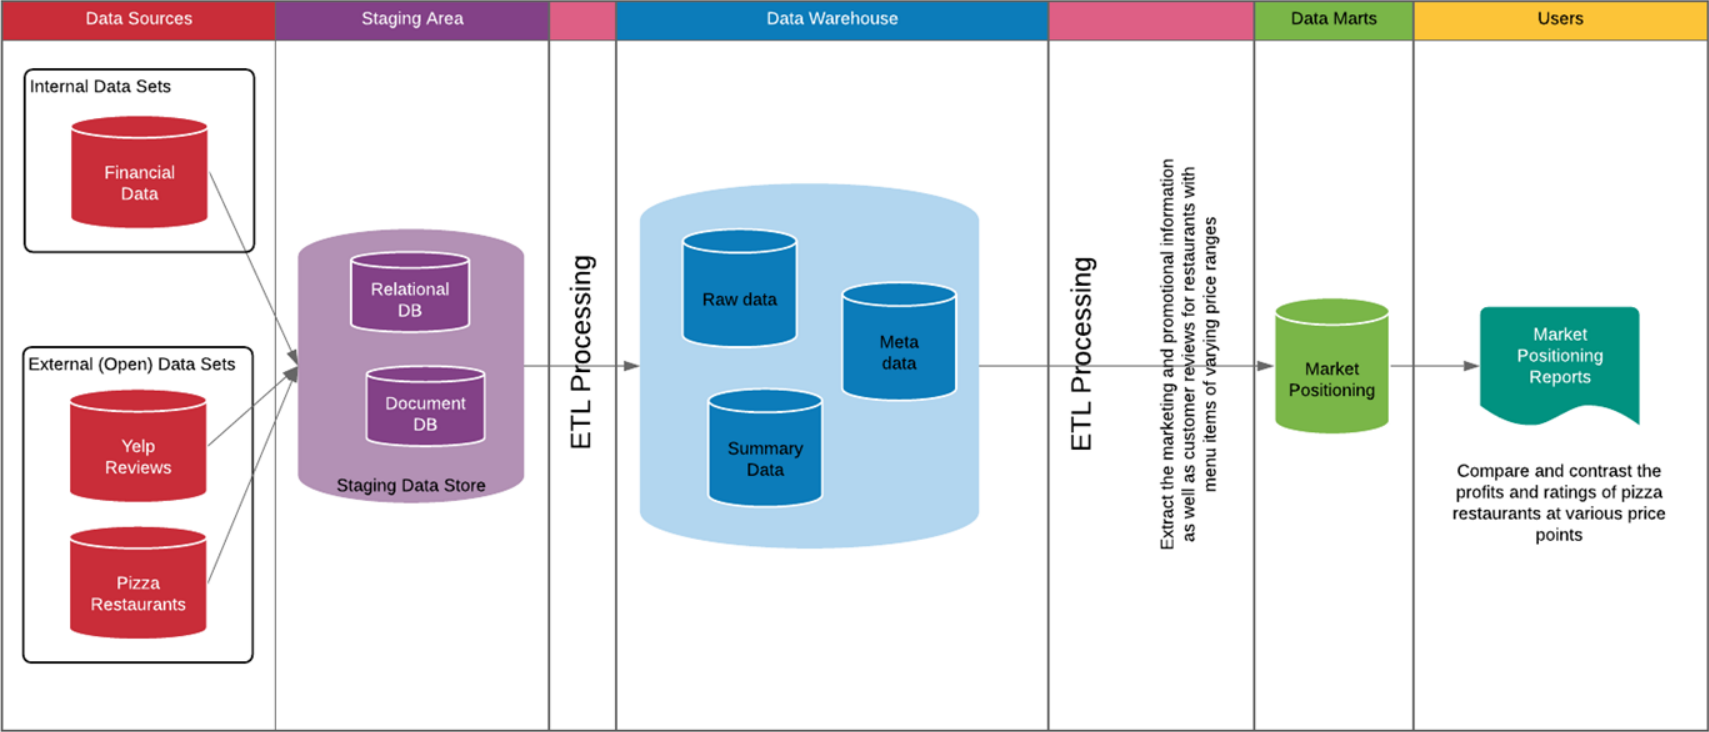 Data Sources
Staging Area
Data Warehouse
Data Marts
Users
Internal Data Sets
Financial
Data
External (Open) Data Sets
Yelp
Reviews
Pizza
Restaurants
Relational
DB
Document
DB
Staging Data Store
ETL Processing
Raw data
Meta
data
Summary
Data
ETL Processing
Extract the marketing and promotional information
as well as customer reviews for restaurants with
menu items of varying price ranges
Market
Positioning
Market
Positioning
Reports
Compare and contrast the
profits and ratings of pizza
restaurants at various price
points